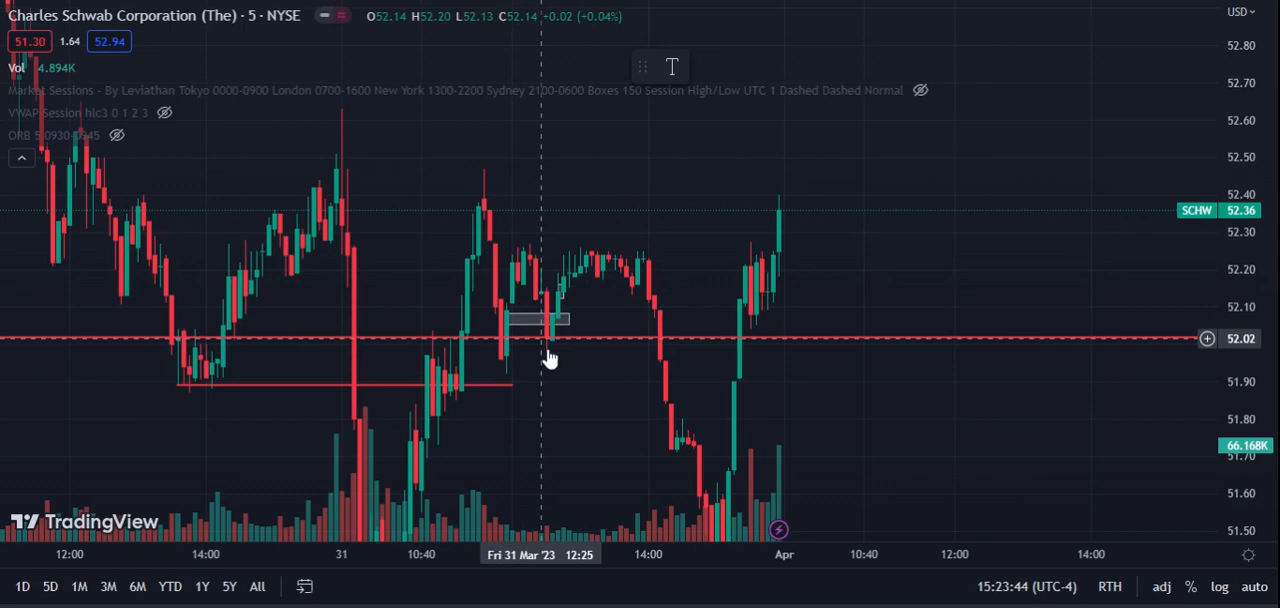 Charles Schwab Corporation (The) · 5 · NYSE O52.14 H52.20 L52.13 C52.14 +0.02 (+0.04%)
51.30 1.64 52.94
Vol 4.894K
Market Sessions - By Leviathan Tokyo 0000-0900 London 0700-1600 New York 1300-2200 Sydney 2100-0600 Boxes 150 Session High/Low UTC 1 Dashed Dashed Normal
VWAP Session hlc3 0 1 2 3
ORB 5 0930-0945
T
USD
52.80
52.70
52.60
52.50
52.40
SCHW 52.36
52.30
52.20
52.10
52.02
51.90
51.80
66.168K
51.70
51.60
51.50
TradingView
12:00 14:00 31 10:40 Fri 31 Mar '23 12:25 14:00 Apr 10:40 12:00 14:00
1D 5D 1M 3M 6M YTD 1Y 5Y All 15:23:44 (UTC-4) RTH adj % log auto